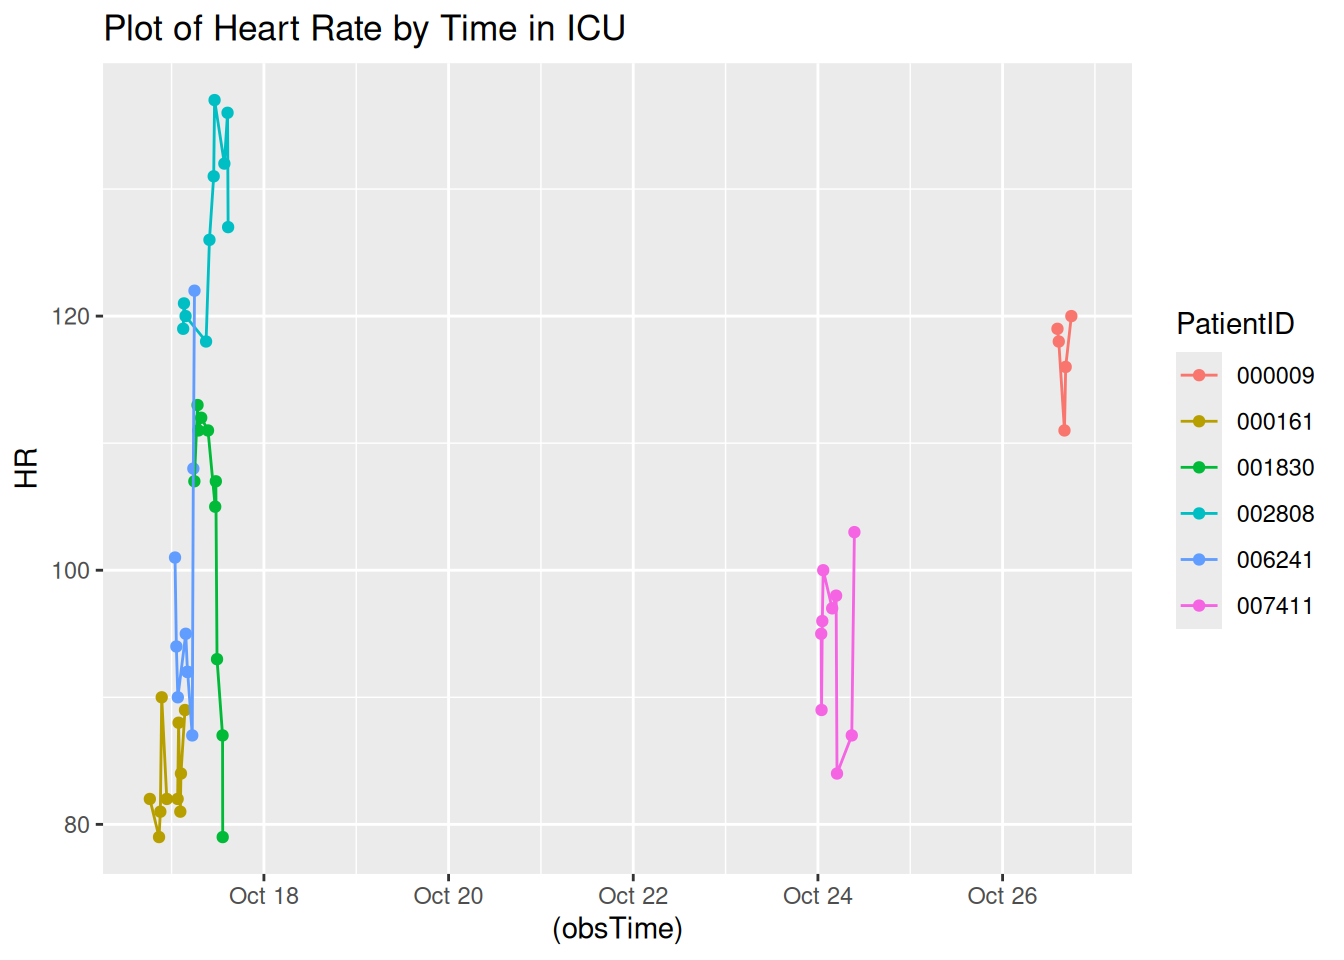 Plot of Heart Rate by Time in ICU
HR
120
100
80
Oct 18
Oct 20
Oct 22
Oct 24
Oct 26
(obsTime)
PatientID
000009
000161
001830
002808
006241
007411